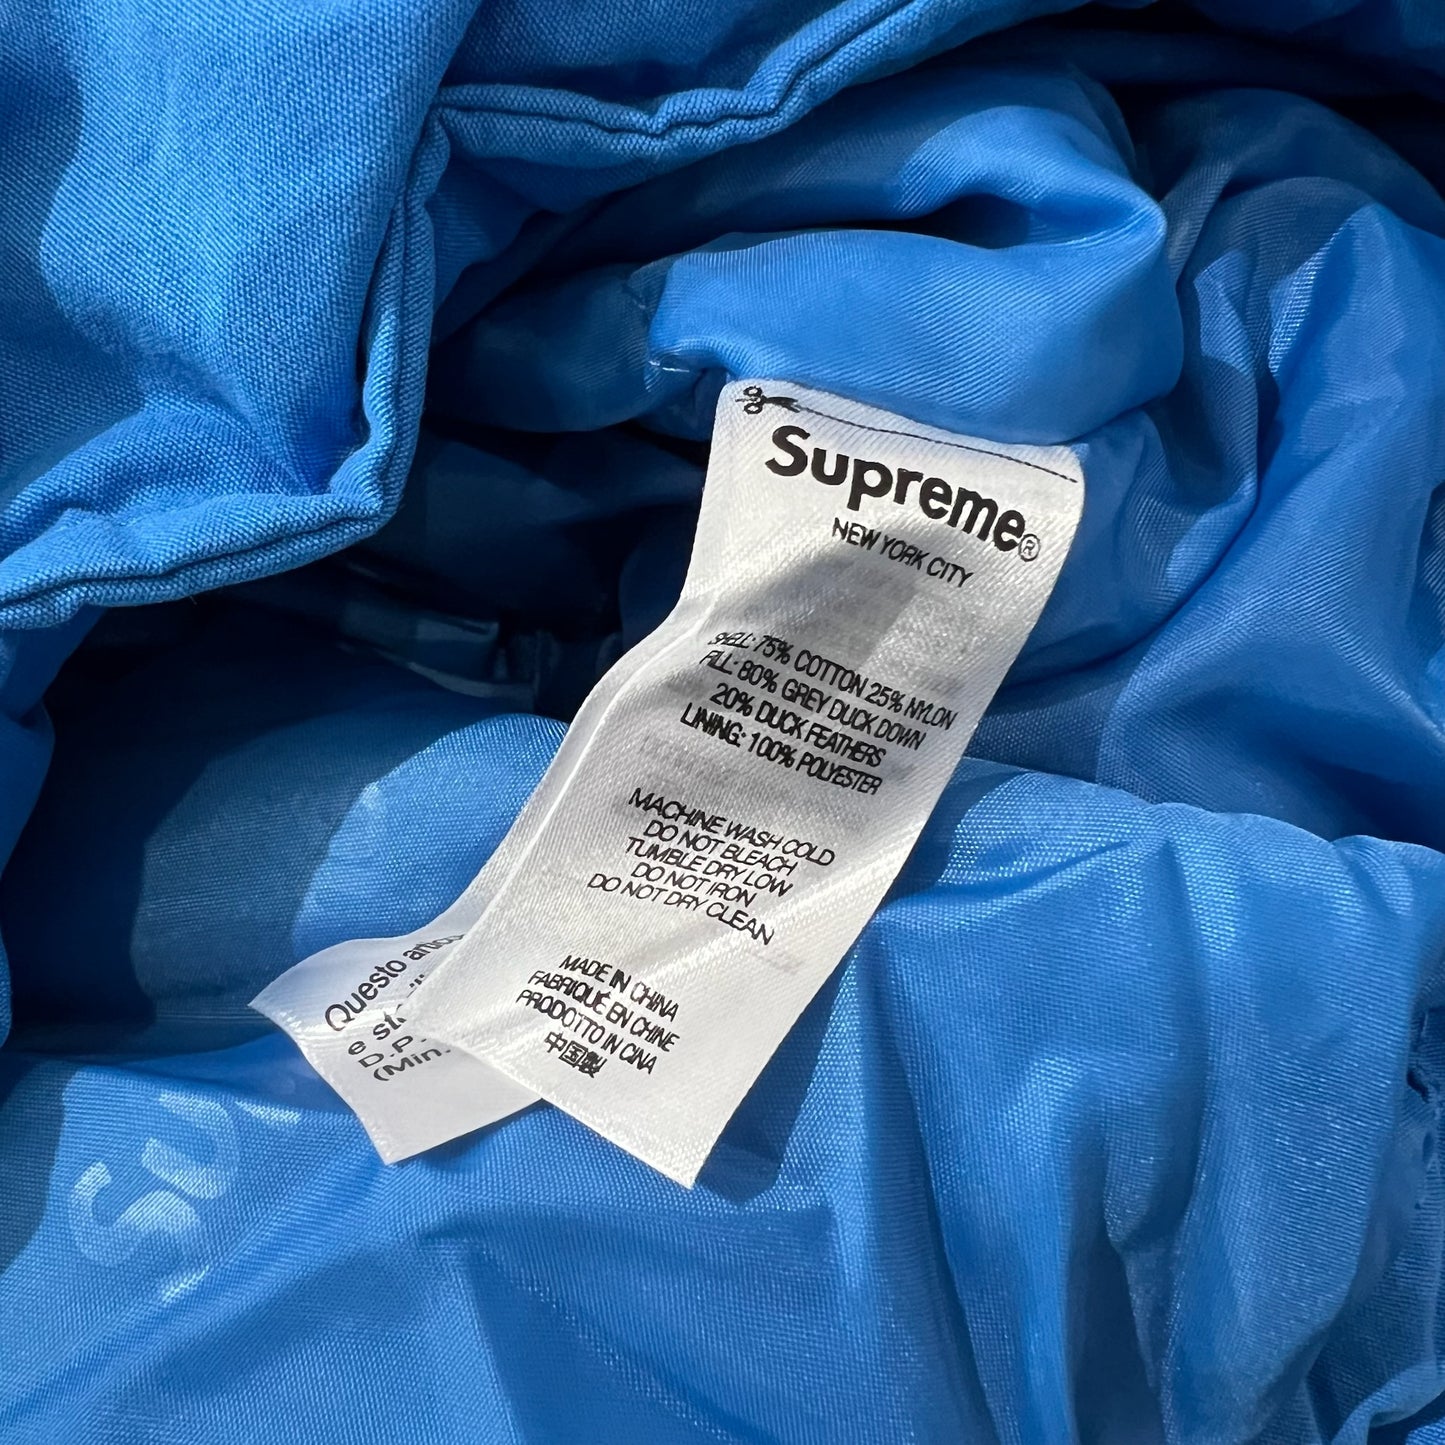 Supreme®
NEW YORK CITY
SHELL: 75% COTTON 25% NYLON
FILL: 80% GREY DUCK DOWN
20% DUCK FEATHERS
LINING: 100% POLYESTER
MACHINE WASH COLD
DO NOT BLEACH
TUMBLE DRY LOW
DO NOT IRON
DO NOT DRY CLEAN
MADE IN CHINA
FABRIQUÉ EN CHINE
PRODOTTO IN CINA
中国製
Questo
e
D.P.
(Min.
Su